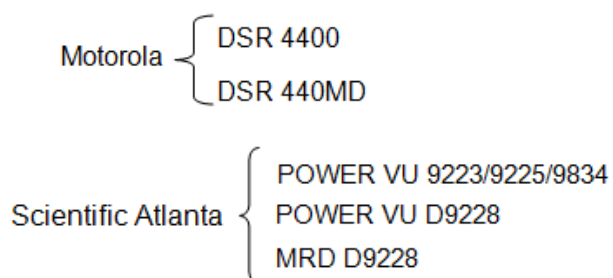 Motorola
DSR 4400
DSR 440MD
Scientific Atlanta
POWER VU 9223/9225/9834
POWER VU D9228
MRD D9228